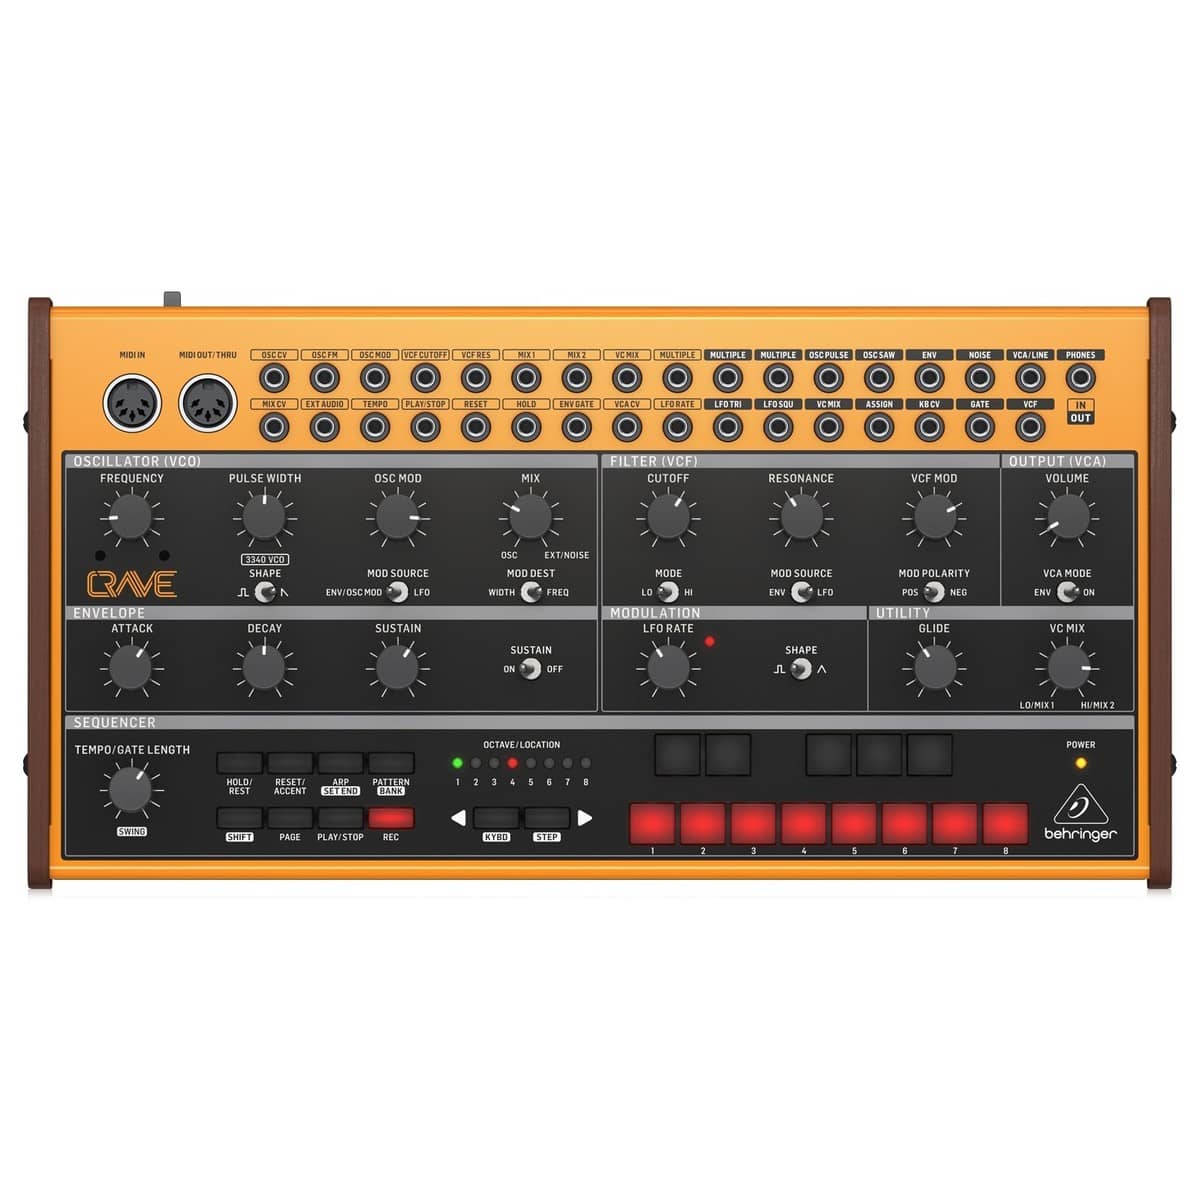 MIDI IN MIDI OUT/THRU
OSC CV OSC FM OSC MOD VCF CUTOFF VCF RES MIX 1 MIX 2 VC MIX MULTIPLE MULTIPLE MULTIPLE OSC PULSE OSC SAW ENV NOISE VCA/LINE PHONES
MIX CV EXT AUDIO TEMPO PLAY/STOP RESET HOLD ENV GATE VCA CV LFO RATE LFO TRI LFO SQU VC MIX ASSIGN KB CV GATE VCF IN
OUT
OSCILLATOR (VCO) FILTER (VCF) OUTPUT (VCA)
FREQUENCY PULSE WIDTH OSC MOD MIX CUTOFF RESONANCE VCF MOD VOLUME
OSC EXT/NOISE
3340 VCO
SHAPE MOD SOURCE MOD DEST MODE MOD SOURCE MOD POLARITY VCA MODE
CRAVE ENV/OSC MOD LFO WIDTH FREQ LO HI ENV LFO POS NEG ENV ON
ENVELOPE MODULATION UTILITY
ATTACK DECAY SUSTAIN LFO RATE GLIDE VC MIX
SUSTAIN SHAPE
ON OFF
LO/MIX 1 HI/MIX 2
SEQUENCER
TEMPO/GATE LENGTH OCTAVE/LOCATION POWER
1 2 3 4 5 6 7 8
HOLD/ RESET/ ARP PATTERN
REST ACCENT SET END BANK
SWING SHIFT PAGE PLAY/STOP REC KYBD STEP behringer
1 2 3 4 5 6 7 8